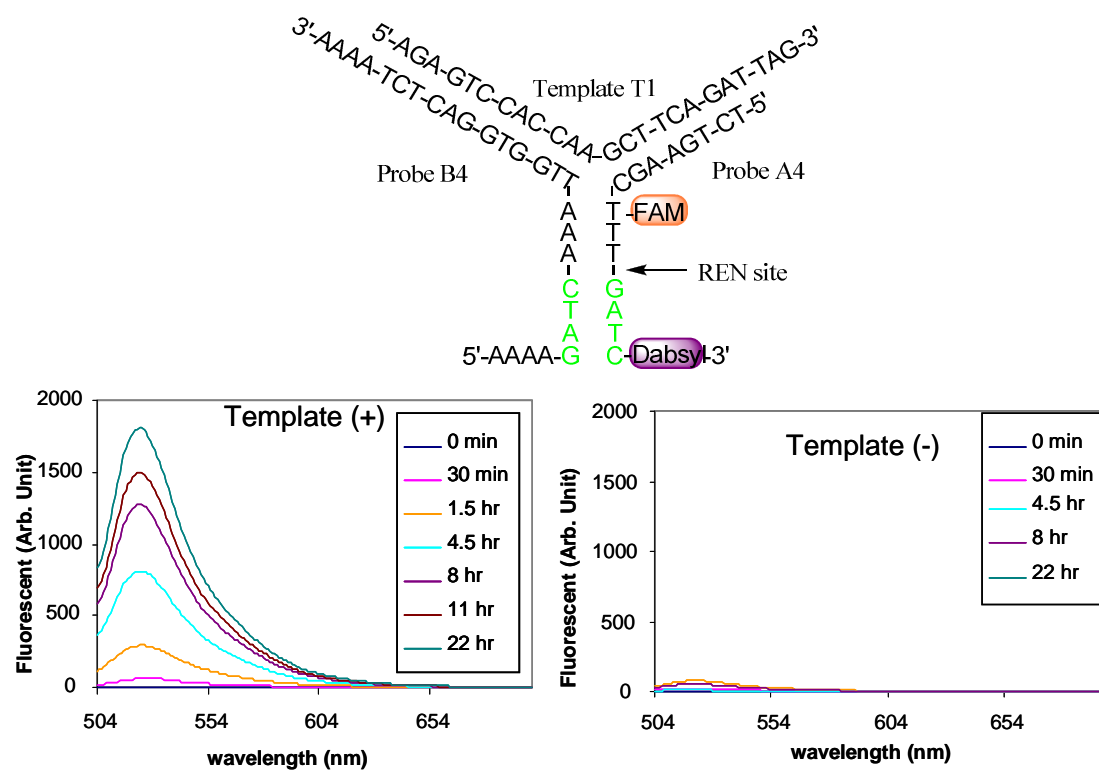 5'-AGA-GTC-CAC-CAA-GCT-TCA-GAT-TAG-3'
3'-AAAA-TCT-CAG-GTG-GTT
CGA-AGT-CT-5'
Template T1
Probe B4
Probe A4
A
A
A
C
T
A
5'-AAAA-G
T-FAM
T
T
REN site
G
A
T
C-Dabsyl-3'
Template (+)
Fluorescent (Arb. Unit)
2000
1500
1000
500
0
504
554
604
654
wavelength (nm)
0 min
30 min
1.5 hr
4.5 hr
8 hr
11 hr
22 hr
Template (-)
Fluorescent (Arb. Unit)
2000
1500
1000
500
0
504
554
604
654
wavelength (nm)
0 min
30 min
4.5 hr
8 hr
22 hr